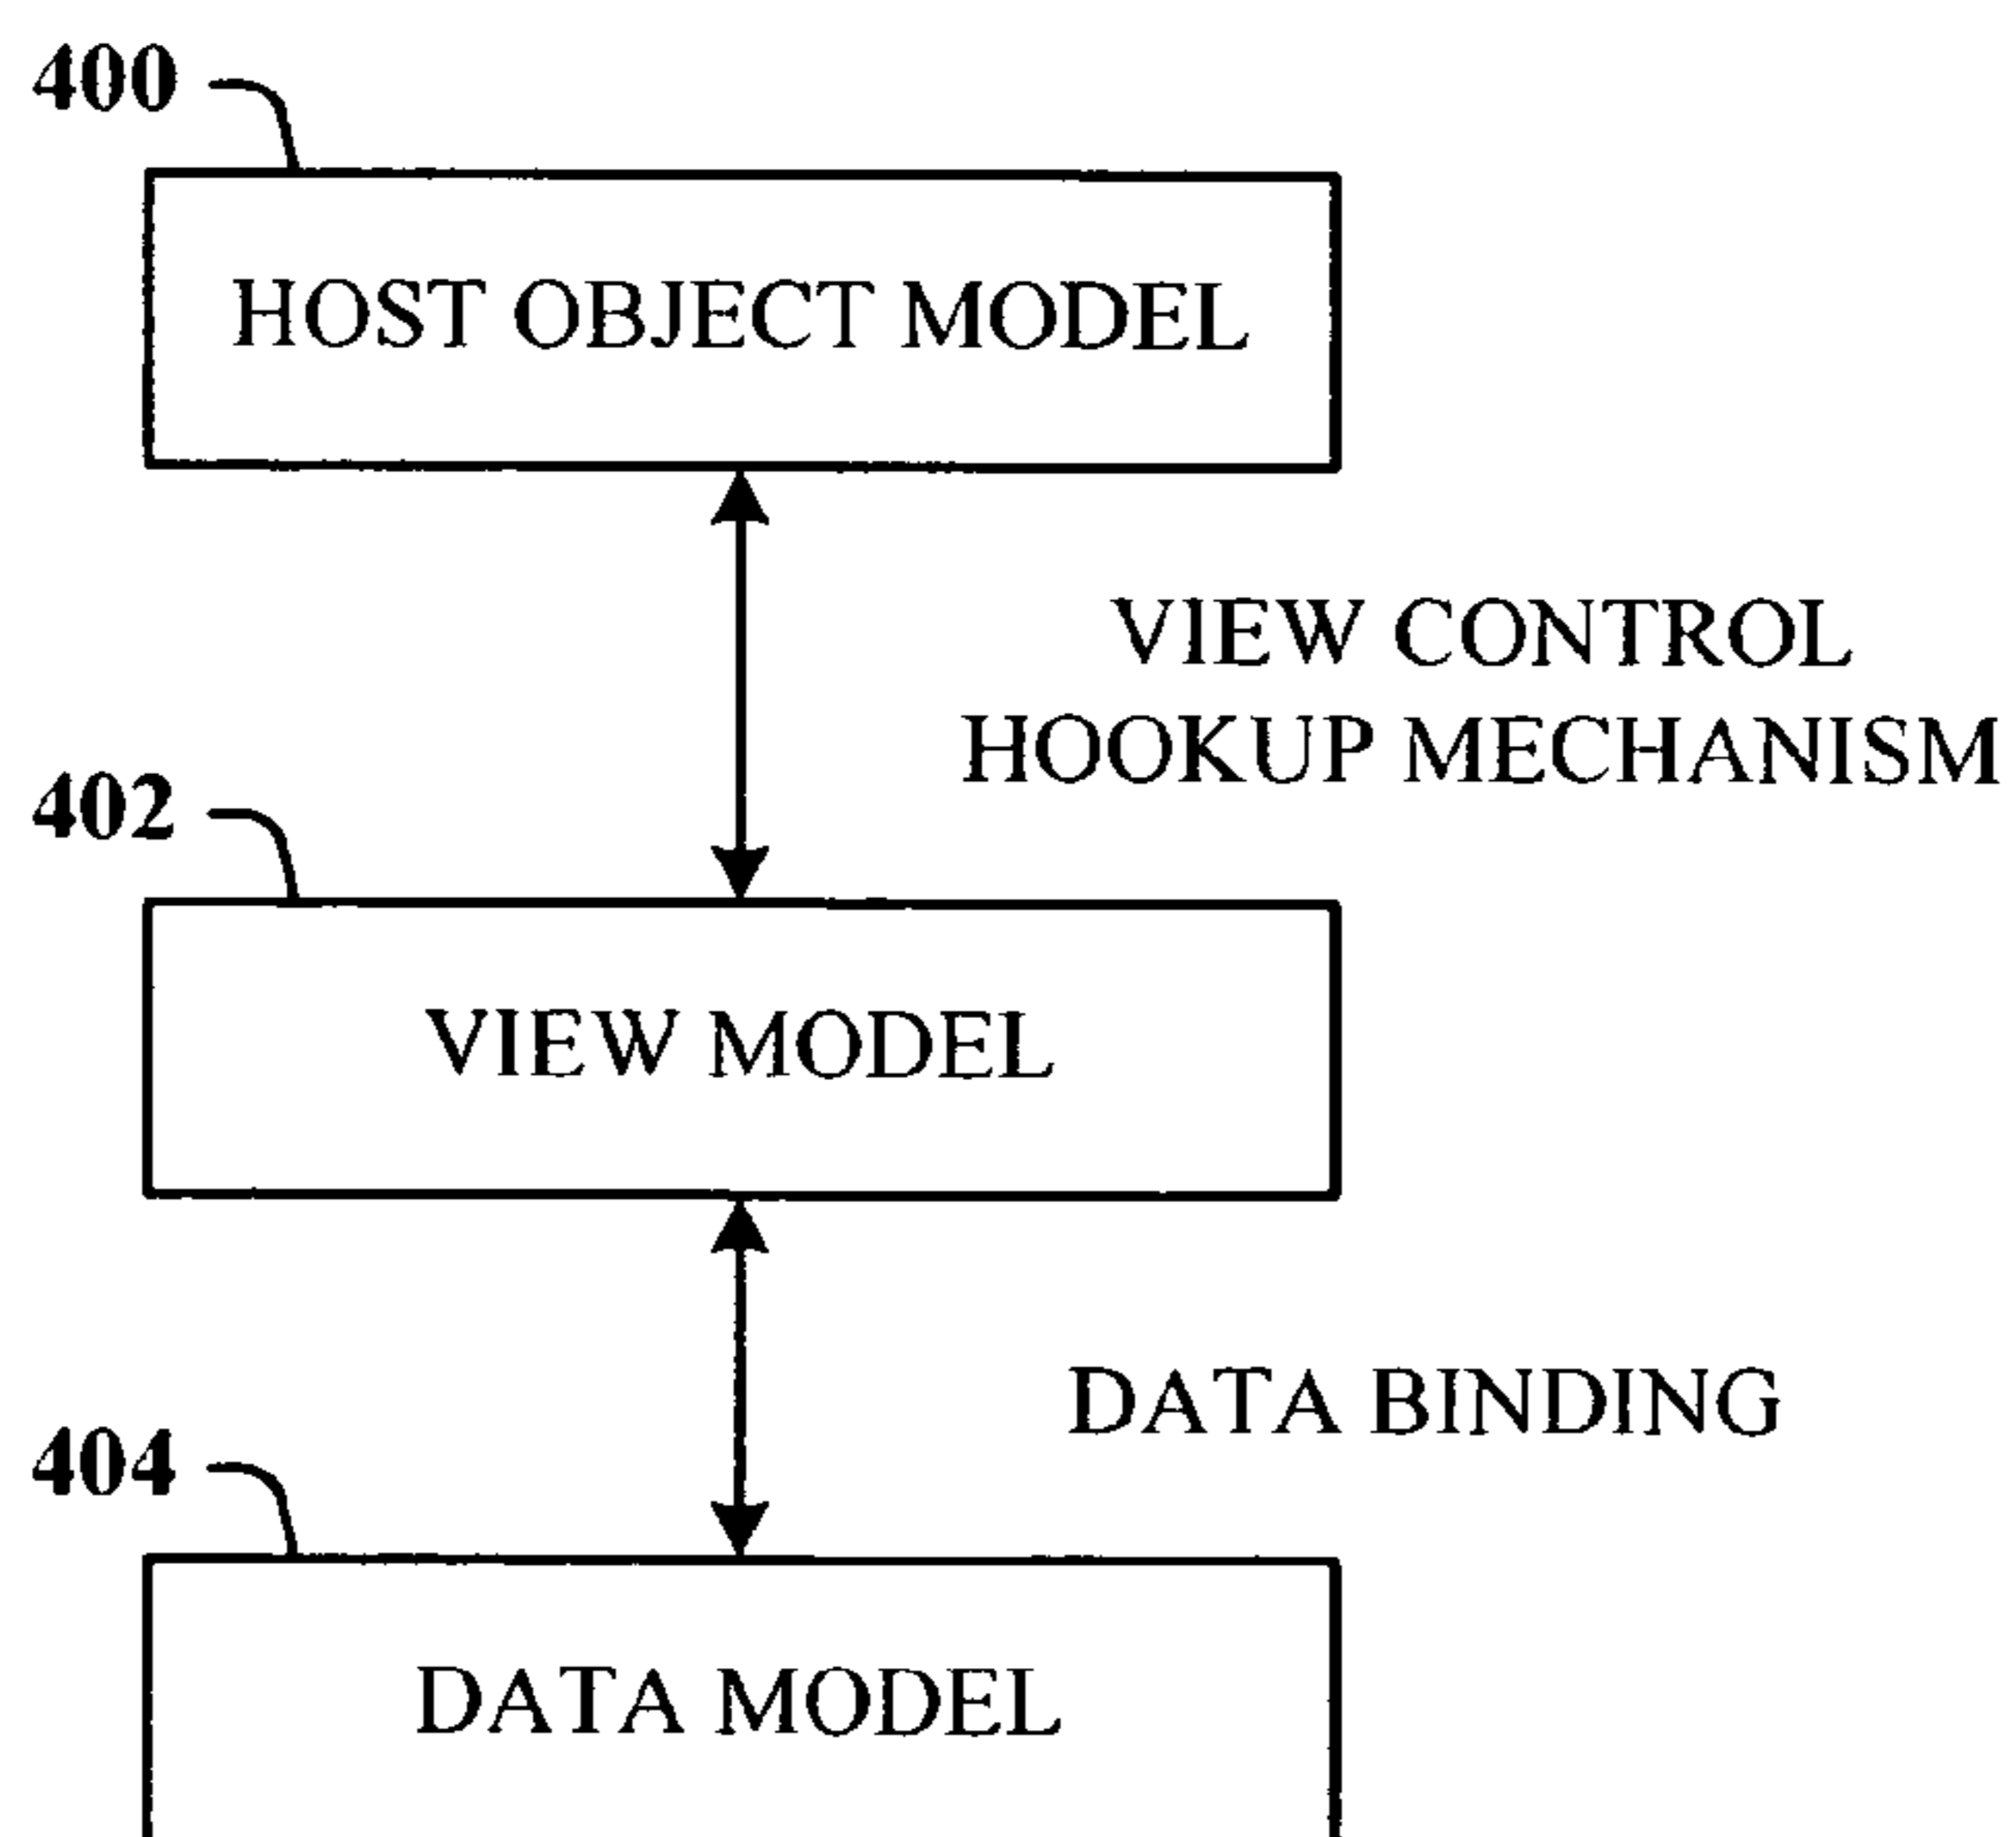 400
HOST OBJECT MODEL
VIEW CONTROL
HOOKUP MECHANISM
402
VIEW MODEL
DATA BINDING
404
DATA MODEL